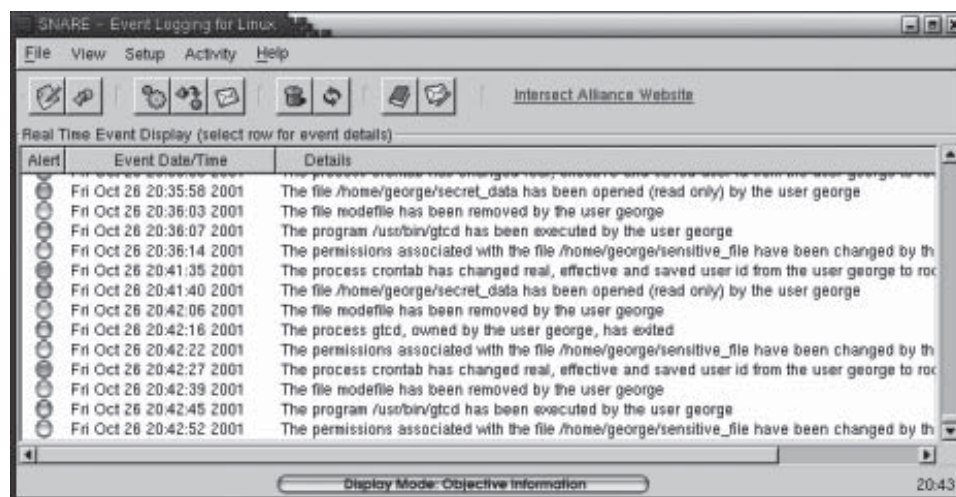 SNARE - Event Logging for Linux
File View Setup Activity Help
Intersect Alliance Website
Real Time Event Display (select row for event details)
Alert Event Date/Time Details
Fri Oct 26 20:35:58 2001 The file /home/george/secret_data has been opened (read only) by the user george
Fri Oct 26 20:36:03 2001 The file modefile has been removed by the user george
Fri Oct 26 20:36:07 2001 The program /usr/bin/gtcd has been executed by the user george
Fri Oct 26 20:36:14 2001 The permissions associated with the file /home/george/sensitive_file have been changed by th
Fri Oct 26 20:41:35 2001 The process crontab has changed real, effective and saved user id from the user george to roo
Fri Oct 26 20:41:40 2001 The file /home/george/secret_data has been opened (read only) by the user george
Fri Oct 26 20:42:06 2001 The file modefile has been removed by the user george
Fri Oct 26 20:42:16 2001 The process gtcd, owned by the user george, has exited
Fri Oct 26 20:42:22 2001 The permissions associated with the file /home/george/sensitive_file have been changed by th
Fri Oct 26 20:42:27 2001 The process crontab has changed real, effective and saved user id from the user george to roo
Fri Oct 26 20:42:39 2001 The file modefile has been removed by the user george
Fri Oct 26 20:42:45 2001 The program /usr/bin/gtcd has been executed by the user george
Fri Oct 26 20:42:52 2001 The permissions associated with the file /home/george/sensitive_file have been changed by th
Display Mode: Objective Information
20:43